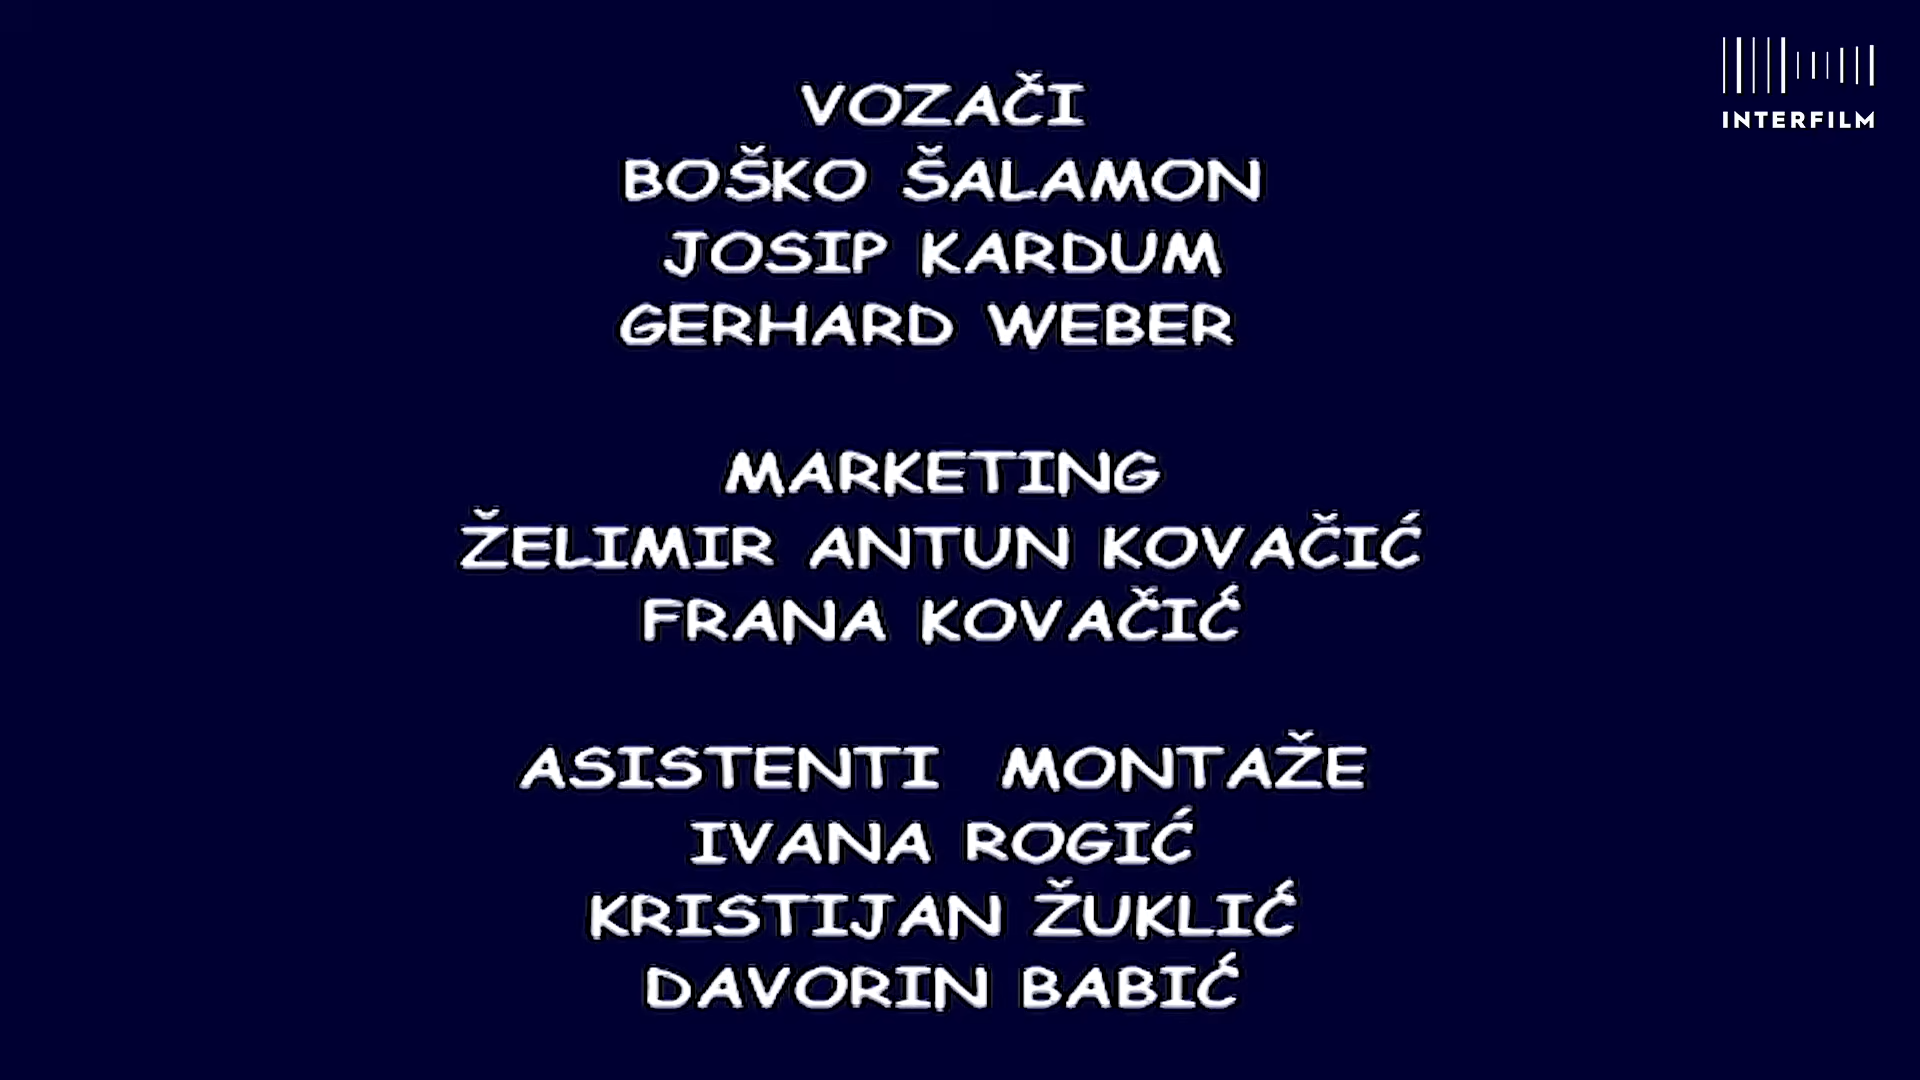 INTERFILM
VOZAČI
BOŠKO ŠALAMON
JOSIP KARDUM
GERHARD WEBER
MARKETING
ŽELIMIR ANTUN KOVAČIĆ
FRANA KOVAČIĆ
ASISTENTI MONTAŽE
IVANA ROGIĆ
KRISTIJAN ŽUKLIĆ
DAVORIN BABIĆ